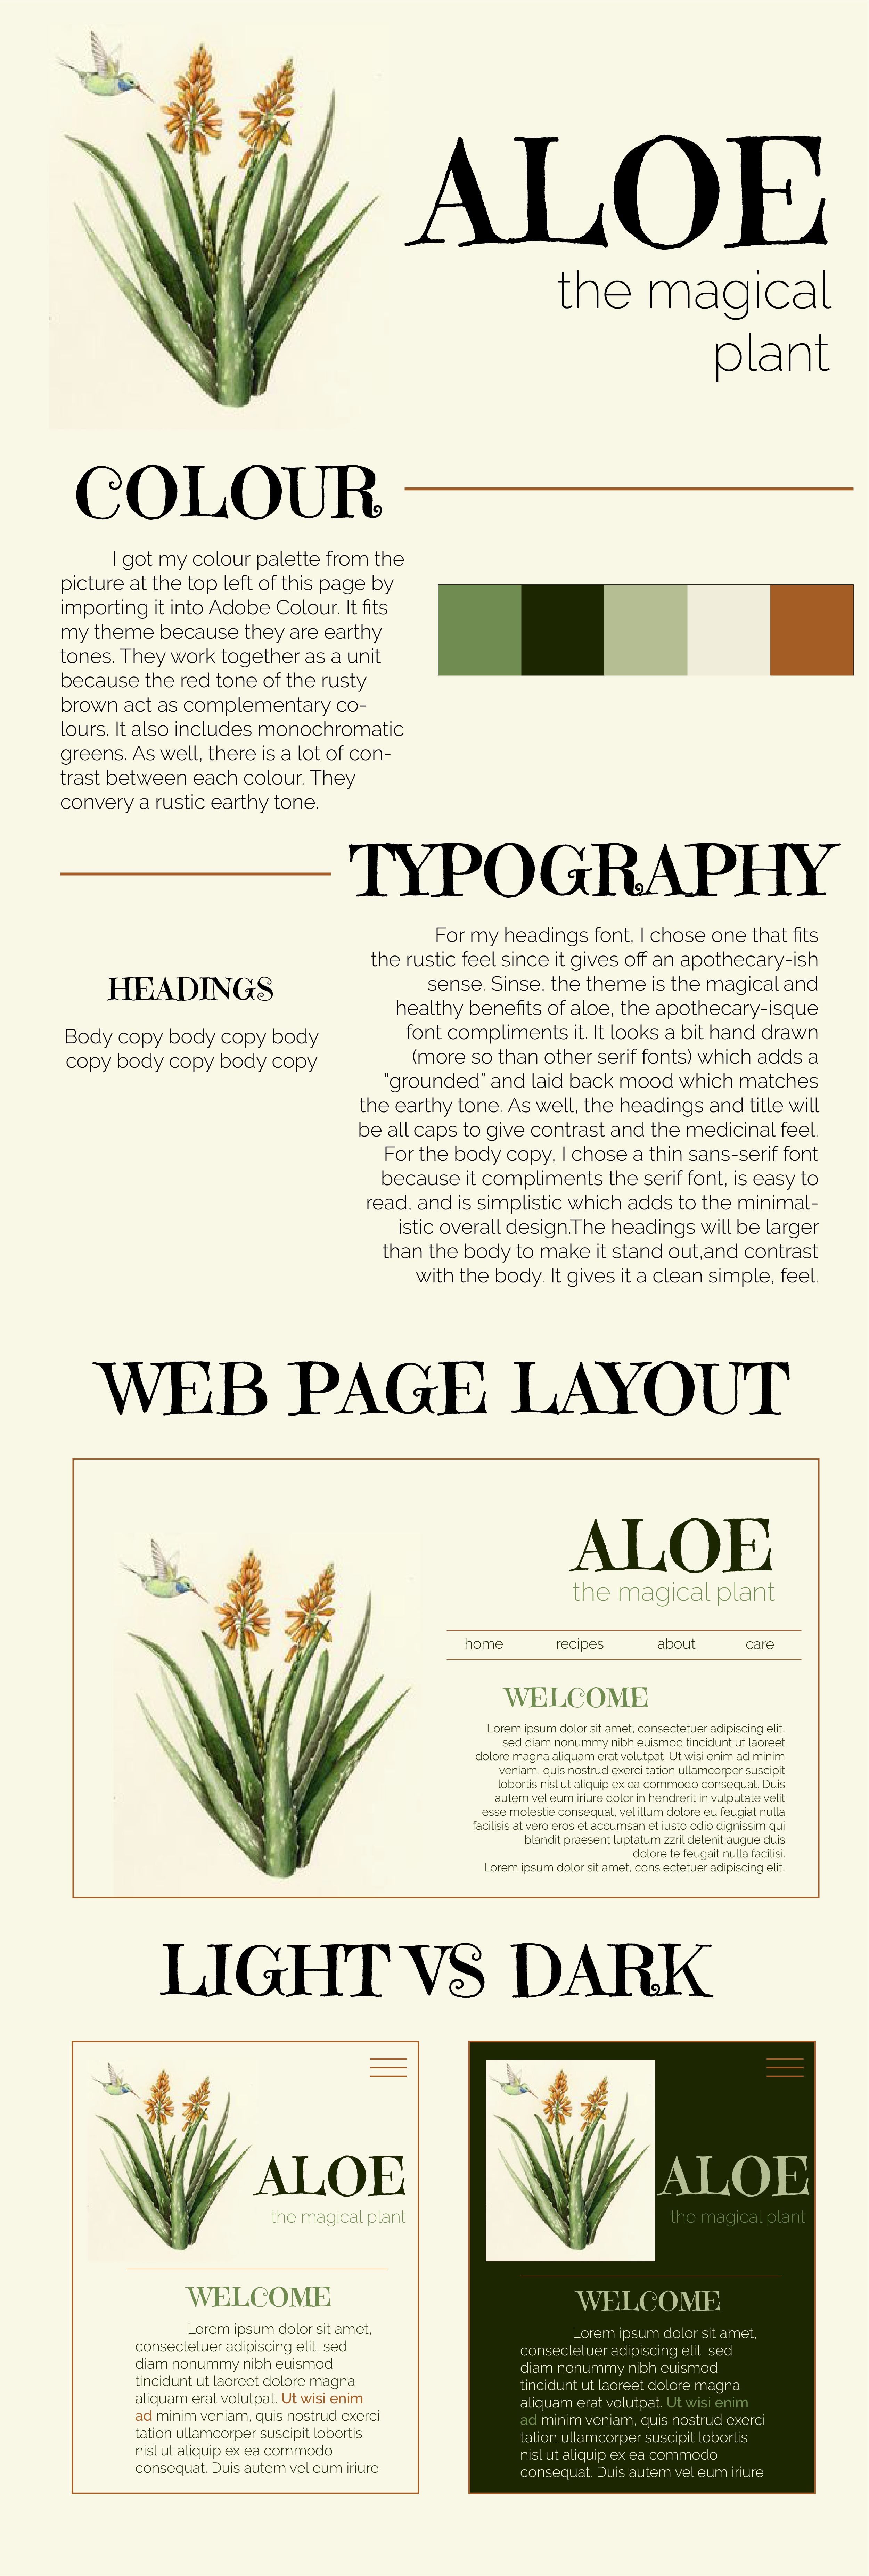 ALOE
the magical
plant
COLOUR
I got my colour palette from the
picture at the top left of this page by
importing it into Adobe Colour. It fits
my theme because they are earthy
tones. They work together as a unit
because the red tone of the rusty
brown act as complementary co-
lours. It also includes monochromatic
greens. As well, there is a lot of con-
trast between each colour. They
convery a rustic earthy tone.
TYPOGRAPHY
HEADINGS
Body copy body copy body
copy body copy body copy
For my headings font, I chose one that fits
the rustic feel since it gives off an apothecary-ish
sense. Sinse, the theme is the magical and
healthy benefits of aloe, the apothecary-isque
font compliments it. It looks a bit hand drawn
(more so than other serif fonts) which adds a
“grounded” and laid back mood which matches
the earthy tone. As well, the headings and title will
be all caps to give contrast and the medicinal feel.
For the body copy, I chose a thin sans-serif font
because it compliments the serif font, is easy to
read, and is simplistic which adds to the minimal-
istic overall design.The headings will be larger
than the body to make it stand out,and contrast
with the body. It gives it a clean simple, feel.
WEB PAGE LAYOUT
ALOE
the magical plant
home recipes about care
WELCOME
Lorem ipsum dolor sit amet, consectetuer adipiscing elit,
sed diam nonummy nibh euismod tincidunt ut laoreet
dolore magna aliquam erat volutpat. Ut wisi enim ad minim
veniam, quis nostrud exerci tation ullamcorper suscipit
lobortis nisl ut aliquip ex ea commodo consequat. Duis
autem vel eum iriure dolor in hendrerit in vulputate velit
esse molestie consequat, vel illum dolore eu feugiat nulla
facilisis at vero eros et accumsan et iusto odio dignissim qui
blandit praesent luptatum zzril delenit augue duis
dolore te feugait nulla facilisi.
Lorem ipsum dolor sit amet, cons ectetuer adipiscing elit,
LIGHT VS DARK
ALOE
the magical plant
WELCOME
Lorem ipsum dolor sit amet,
consectetuer adipiscing elit, sed
diam nonummy nibh euismod
tincidunt ut laoreet dolore magna
aliquam erat volutpat. Ut wisi enim
ad minim veniam, quis nostrud exerci
tation ullamcorper suscipit lobortis
nisl ut aliquip ex ea commodo
consequat. Duis autem vel eum iriure
ALOE
the magical plant
WELCOME
Lorem ipsum dolor sit amet,
consectetuer adipiscing elit, sed
diam nonummy nibh euismod
tincidunt ut laoreet dolore magna
aliquam erat volutpat. Ut wisi enim
ad minim veniam, quis nostrud exerci
tation ullamcorper suscipit lobortis
nisl ut aliquip ex ea commodo
consequat. Duis autem vel eum iriure